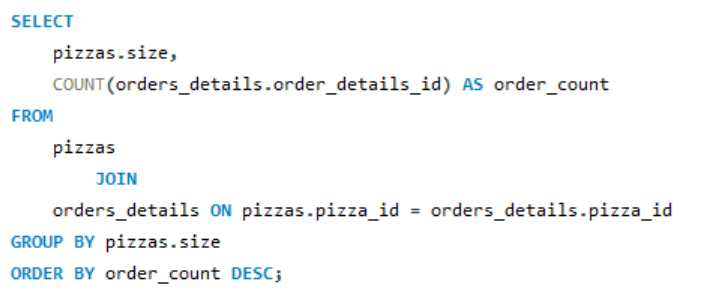 SELECT
pizzas.size,
COUNT(orders_details.order_details_id) AS order_count
FROM
pizzas
JOIN
orders_details ON pizzas.pizza_id = orders_details.pizza_id
GROUP BY pizzas.size
ORDER BY order_count DESC;